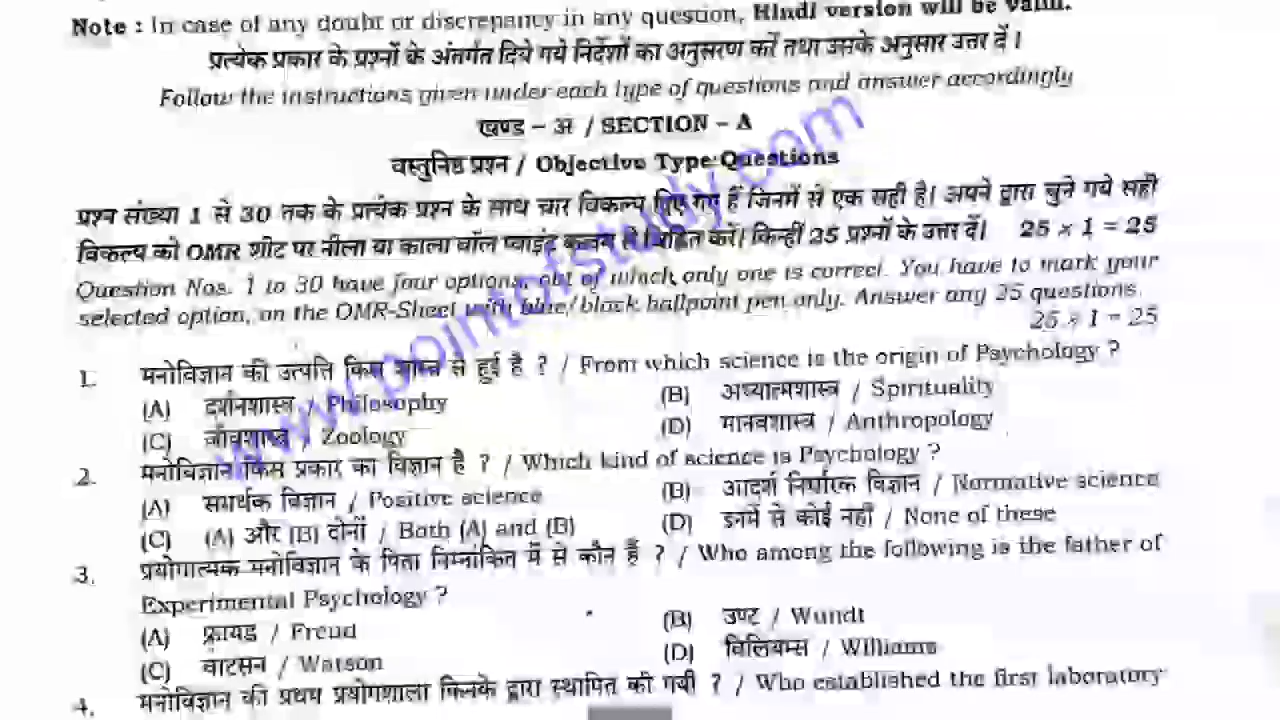 Note : In case of any doubt or discrepancy in any question, Hindi version will be valid.
प्रत्येक प्रकार के प्रश्नों के अंतर्गत दिये गये निर्देशों का अनुसरण करें तथा उसके अनुसार उत्तर दें ।
Follow the instructions given under each type of questions and answer accordingly
खण्ड – अ / SECTION – A
वस्तुनिष्ठ प्रश्न / Objective Type Questions
प्रश्न संख्या 1 से 30 तक के प्रत्येक प्रश्न के साथ चार विकल्प दिए गए हैं जिनमें से एक सही है। अपने द्वारा चुने गये सही
विकल्प को OMR शीट पर नीला या काला बॉल प्वाइंट कलम से चिह्नित करें। किन्हीं 25 प्रश्नों के उत्तर दें। 25 × 1 = 25
Question Nos. 1 to 30 have four options, out of which only one is correct. You have to mark your
selected option, on the OMR-Sheet with blue/black ballpoint pen only. Answer any 25 questions.
25 × 1 = 25
1. मनोविज्ञान की उत्पत्ति किस शास्त्र से हुई है ? / From which science is the origin of Psychology ?
(A) दर्शनशास्त्र / Philosophy (B) अध्यात्मशास्त्र / Spirituality
(C) जीवशास्त्र / Zoology (D) मानवशास्त्र / Anthropology
2. मनोविज्ञान किस प्रकार का विज्ञान है ? / Which kind of science is Psychology ?
(A) समर्थक विज्ञान / Positive science (B) आदर्श निर्धारक विज्ञान / Normative science
(C) (A) और (B) दोनों / Both (A) and (B) (D) इनमें से कोई नहीं / None of these
3. प्रयोगात्मक मनोविज्ञान के पिता निम्नांकित में से कौन हैं ? / Who among the following is the father of
Experimental Psychology ?
(A) फ्रायड / Freud (B) उण्ट / Wundt
(C) वाटसन / Watson (D) विलियम्स / Williams
4. मनोविज्ञान की प्रथम प्रयोगशाला किनके द्वारा स्थापित की गयी ? / Who established the first laboratory
www.pointofstudy.com